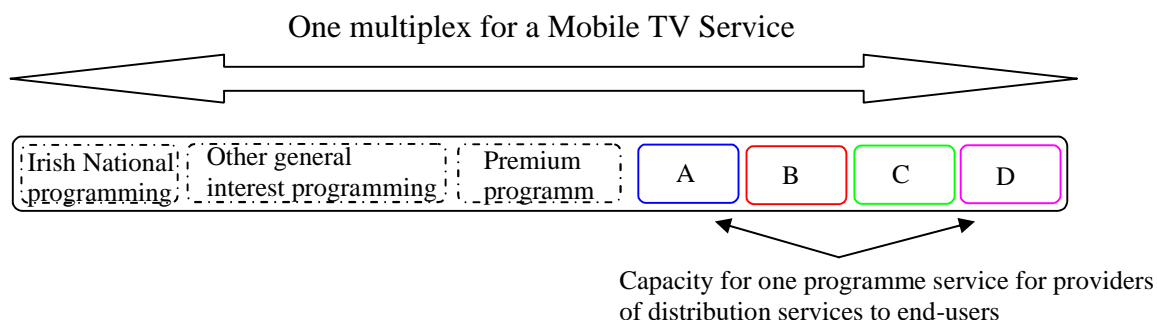 One multiplex for a Mobile TV Service
Irish National
programming
Other general
interest programming
Premium
programm
A
B
C
D
Capacity for one programme service for providers
of distribution services to end-users